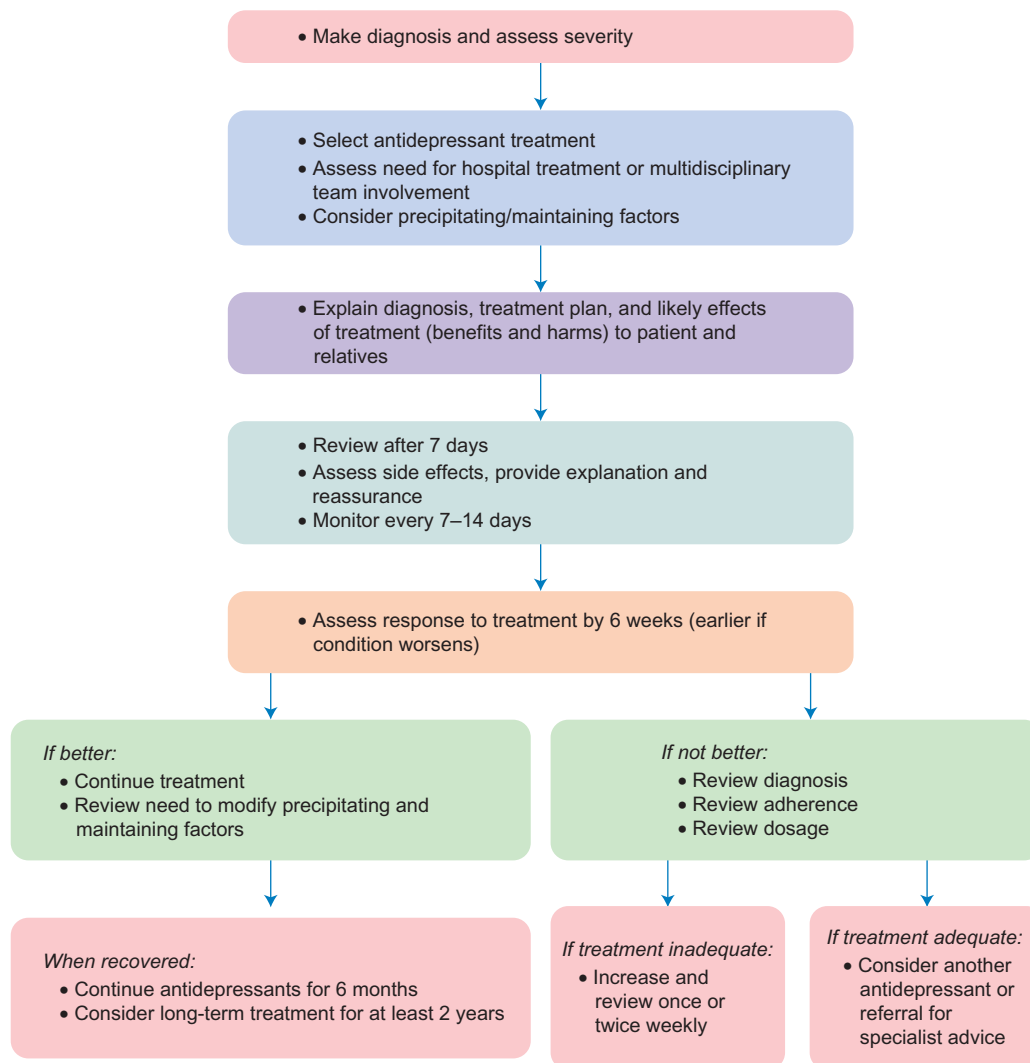 • Make diagnosis and assess severity
• Select antidepressant treatment
• Assess need for hospital treatment or multidisciplinary
team involvement
• Consider precipitating/maintaining factors
• Explain diagnosis, treatment plan, and likely effects
of treatment (benefits and harms) to patient and
relatives
• Review after 7 days
• Assess side effects, provide explanation and
reassurance
• Monitor every 7–14 days
• Assess response to treatment by 6 weeks (earlier if
condition worsens)
If better:
• Continue treatment
• Review need to modify precipitating and
maintaining factors
If not better:
• Review diagnosis
• Review adherence
• Review dosage
When recovered:
• Continue antidepressants for 6 months
• Consider long-term treatment for at least 2 years
If treatment inadequate:
• Increase and
review once or
twice weekly
If treatment adequate:
• Consider another
antidepressant or
referral for
specialist advice